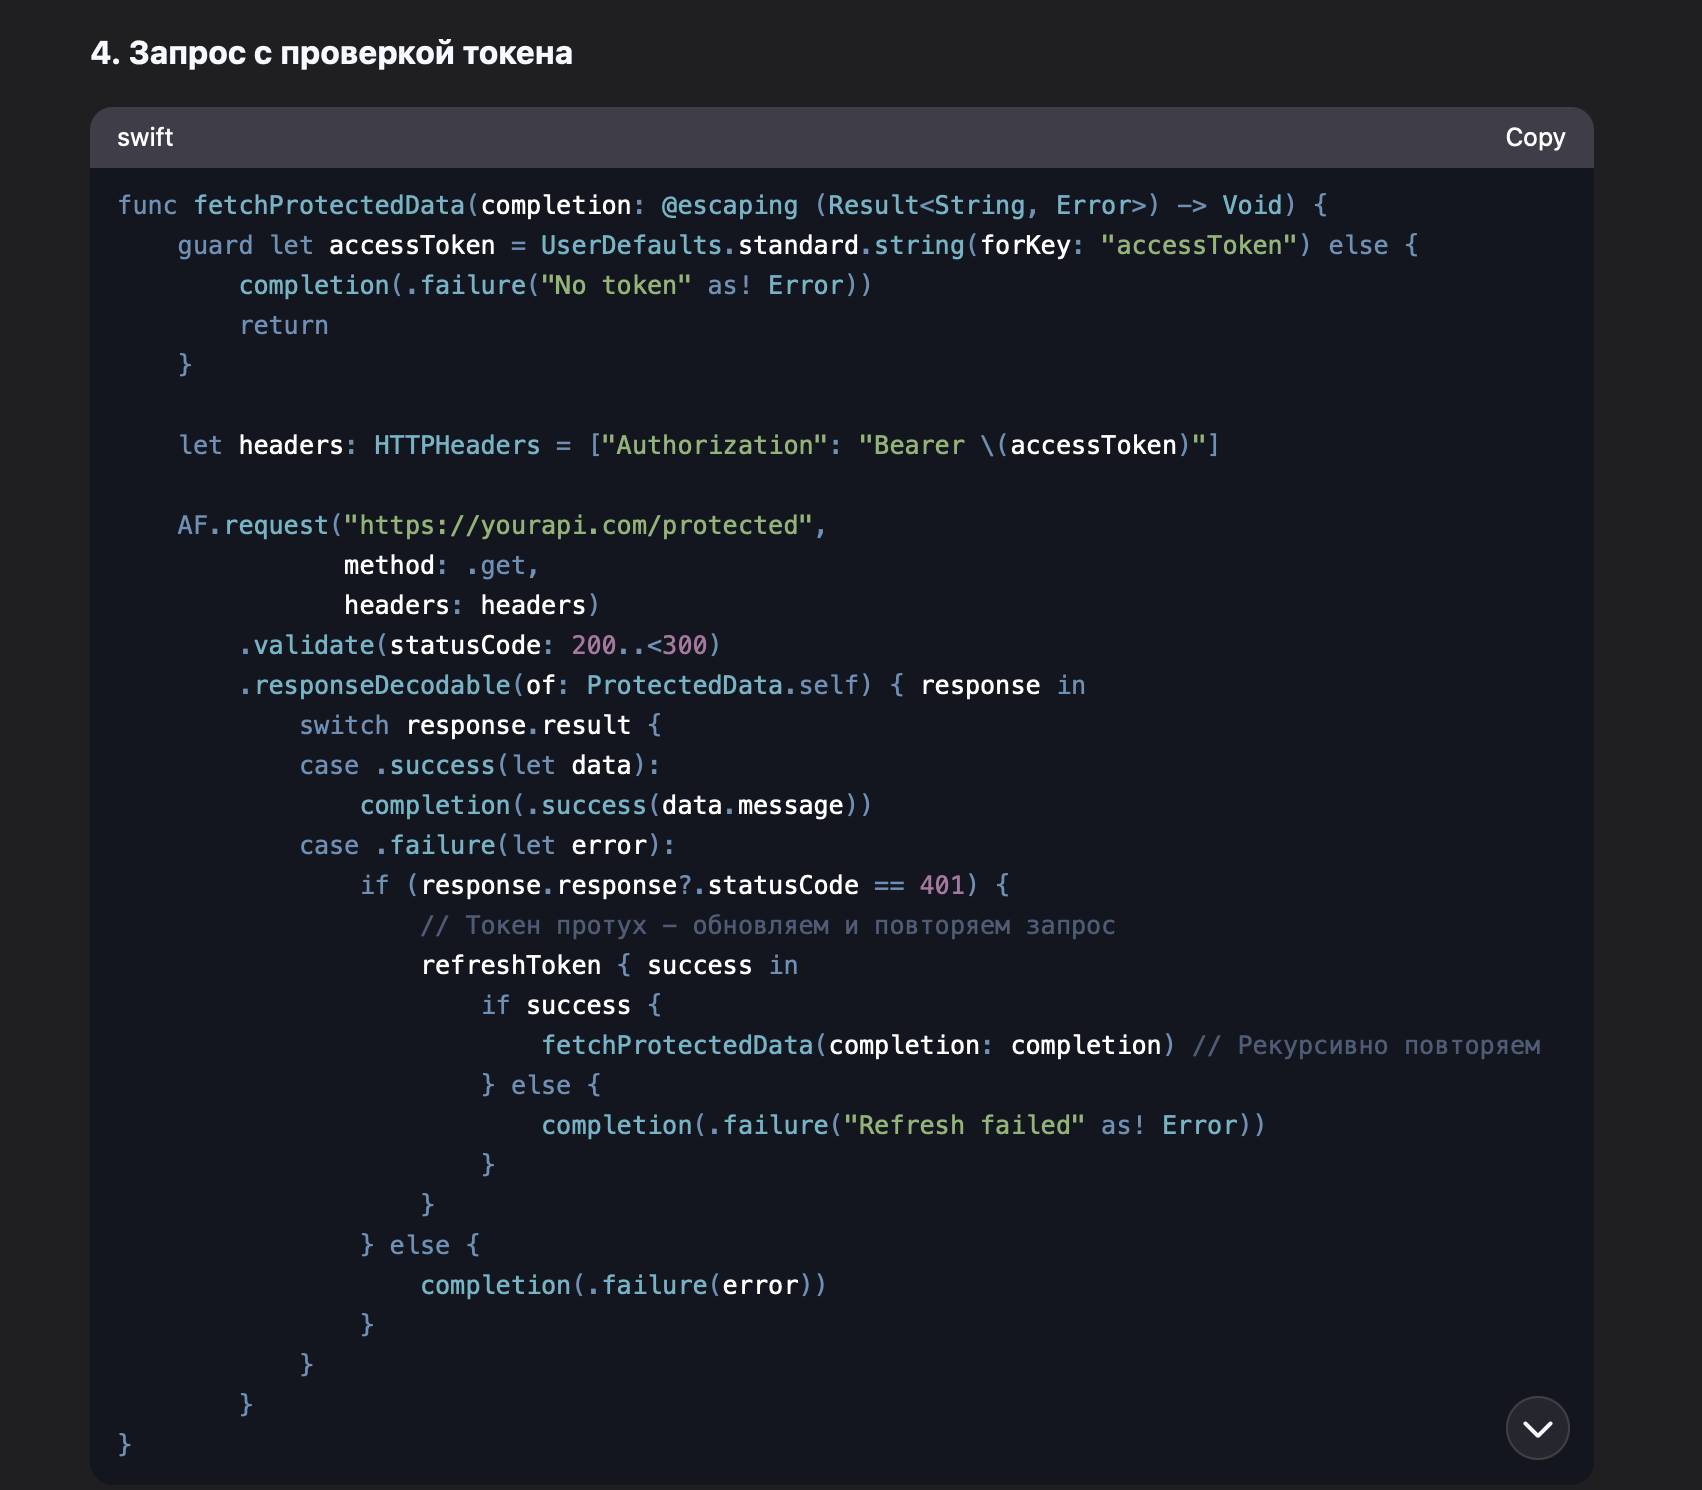 4. Запрос с проверкой токена
swift
Copy
func fetchProtectedData(completion: @escaping (Result<String, Error>) -> Void) {
    guard let accessToken = UserDefaults.standard.string(forKey: "accessToken") else {
        completion(.failure("No token" as! Error))
        return
    }

    let headers: HTTPHeaders = ["Authorization": "Bearer \(accessToken)"]

    AF.request("https://yourapi.com/protected",
               method: .get,
               headers: headers)
        .validate(statusCode: 200..<300)
        .responseDecodable(of: ProtectedData.self) { response in
            switch response.result {
            case .success(let data):
                completion(.success(data.message))
            case .failure(let error):
                if (response.response?.statusCode == 401) {
                    // Токен протух – обновляем и повторяем запрос
                    refreshToken { success in
                        if success {
                            fetchProtectedData(completion: completion) // Рекурсивно повторяем
                        } else {
                            completion(.failure("Refresh failed" as! Error))
                        }
                    }
                } else {
                    completion(.failure(error))
                }
            }
        }
}